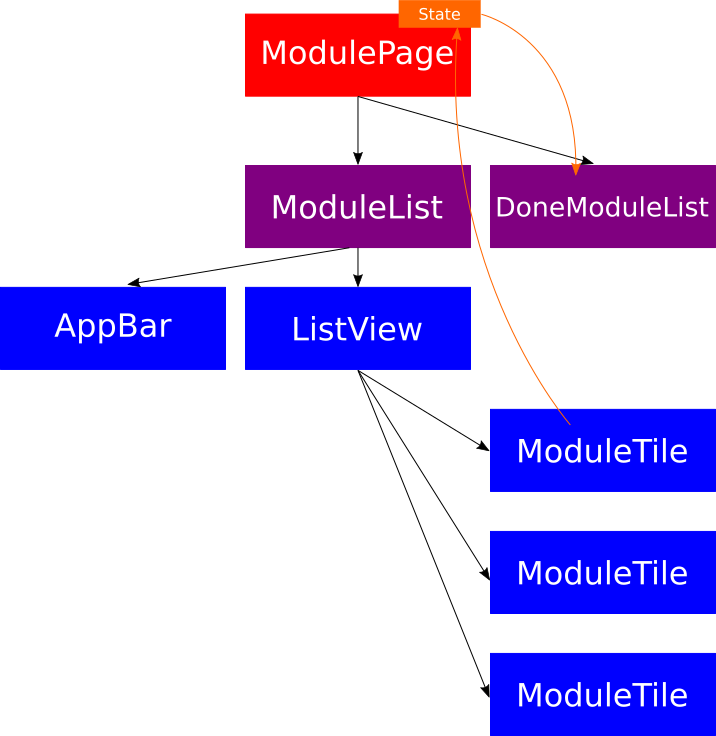 State
ModulePage
ModuleList
DoneModuleList
AppBar
ListView
ModuleTile
ModuleTile
ModuleTile